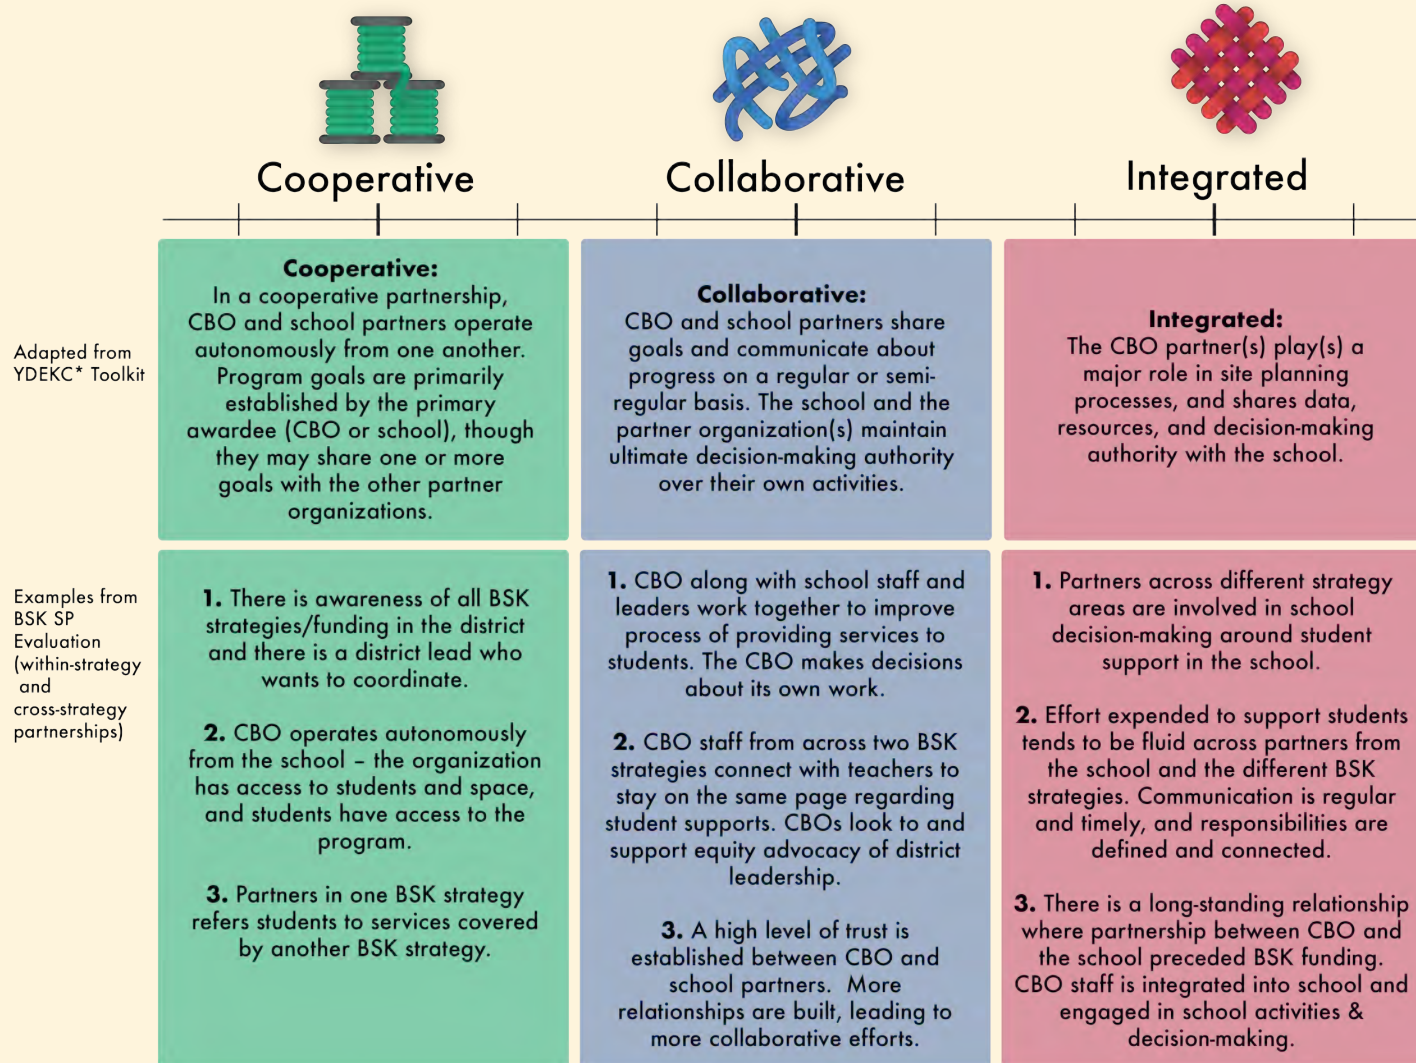 Cooperative
Collaborative
Integrated
Adapted from
YDEKC* Toolkit
Cooperative:
In a cooperative partnership,
CBO and school partners operate
autonomously from one another.
Program goals are primarily
established by the primary
awardee (CBO or school), though
they may share one or more
goals with the other partner
organizations.
Collaborative:
CBO and school partners share
goals and communicate about
progress on a regular or semi-
regular basis. The school and the
partner organization(s) maintain
ultimate decision-making authority
over their own activities.
Integrated:
The CBO partner(s) play(s) a
major role in site planning
processes, and shares data,
resources, and decision-making
authority with the school.
Examples from
BSK SP
Evaluation
(within-strategy
and
cross-strategy
partnerships)
1. There is awareness of all BSK
strategies/funding in the district
and there is a district lead who
wants to coordinate.
2. CBO operates autonomously
from the school – the organization
has access to students and space,
and students have access to the
program.
3. Partners in one BSK strategy
refers students to services covered
by another BSK strategy.
1. CBO along with school staff and
leaders work together to improve
process of providing services to
students. The CBO makes decisions
about its own work.
2. CBO staff from across two BSK
strategies connect with teachers to
stay on the same page regarding
student supports. CBOs look to and
support equity advocacy of district
leadership.
3. A high level of trust is
established between CBO and
school partners. More
relationships are built, leading to
more collaborative efforts.
1. Partners across different strategy
areas are involved in school
decision-making around student
support in the school.
2. Effort expended to support students
tends to be fluid across partners from
the school and the different BSK
strategies. Communication is regular
and timely, and responsibilities are
defined and connected.
3. There is a long-standing relationship
where partnership between CBO and
the school preceded BSK funding.
CBO staff is integrated into school and
engaged in school activities &
decision-making.